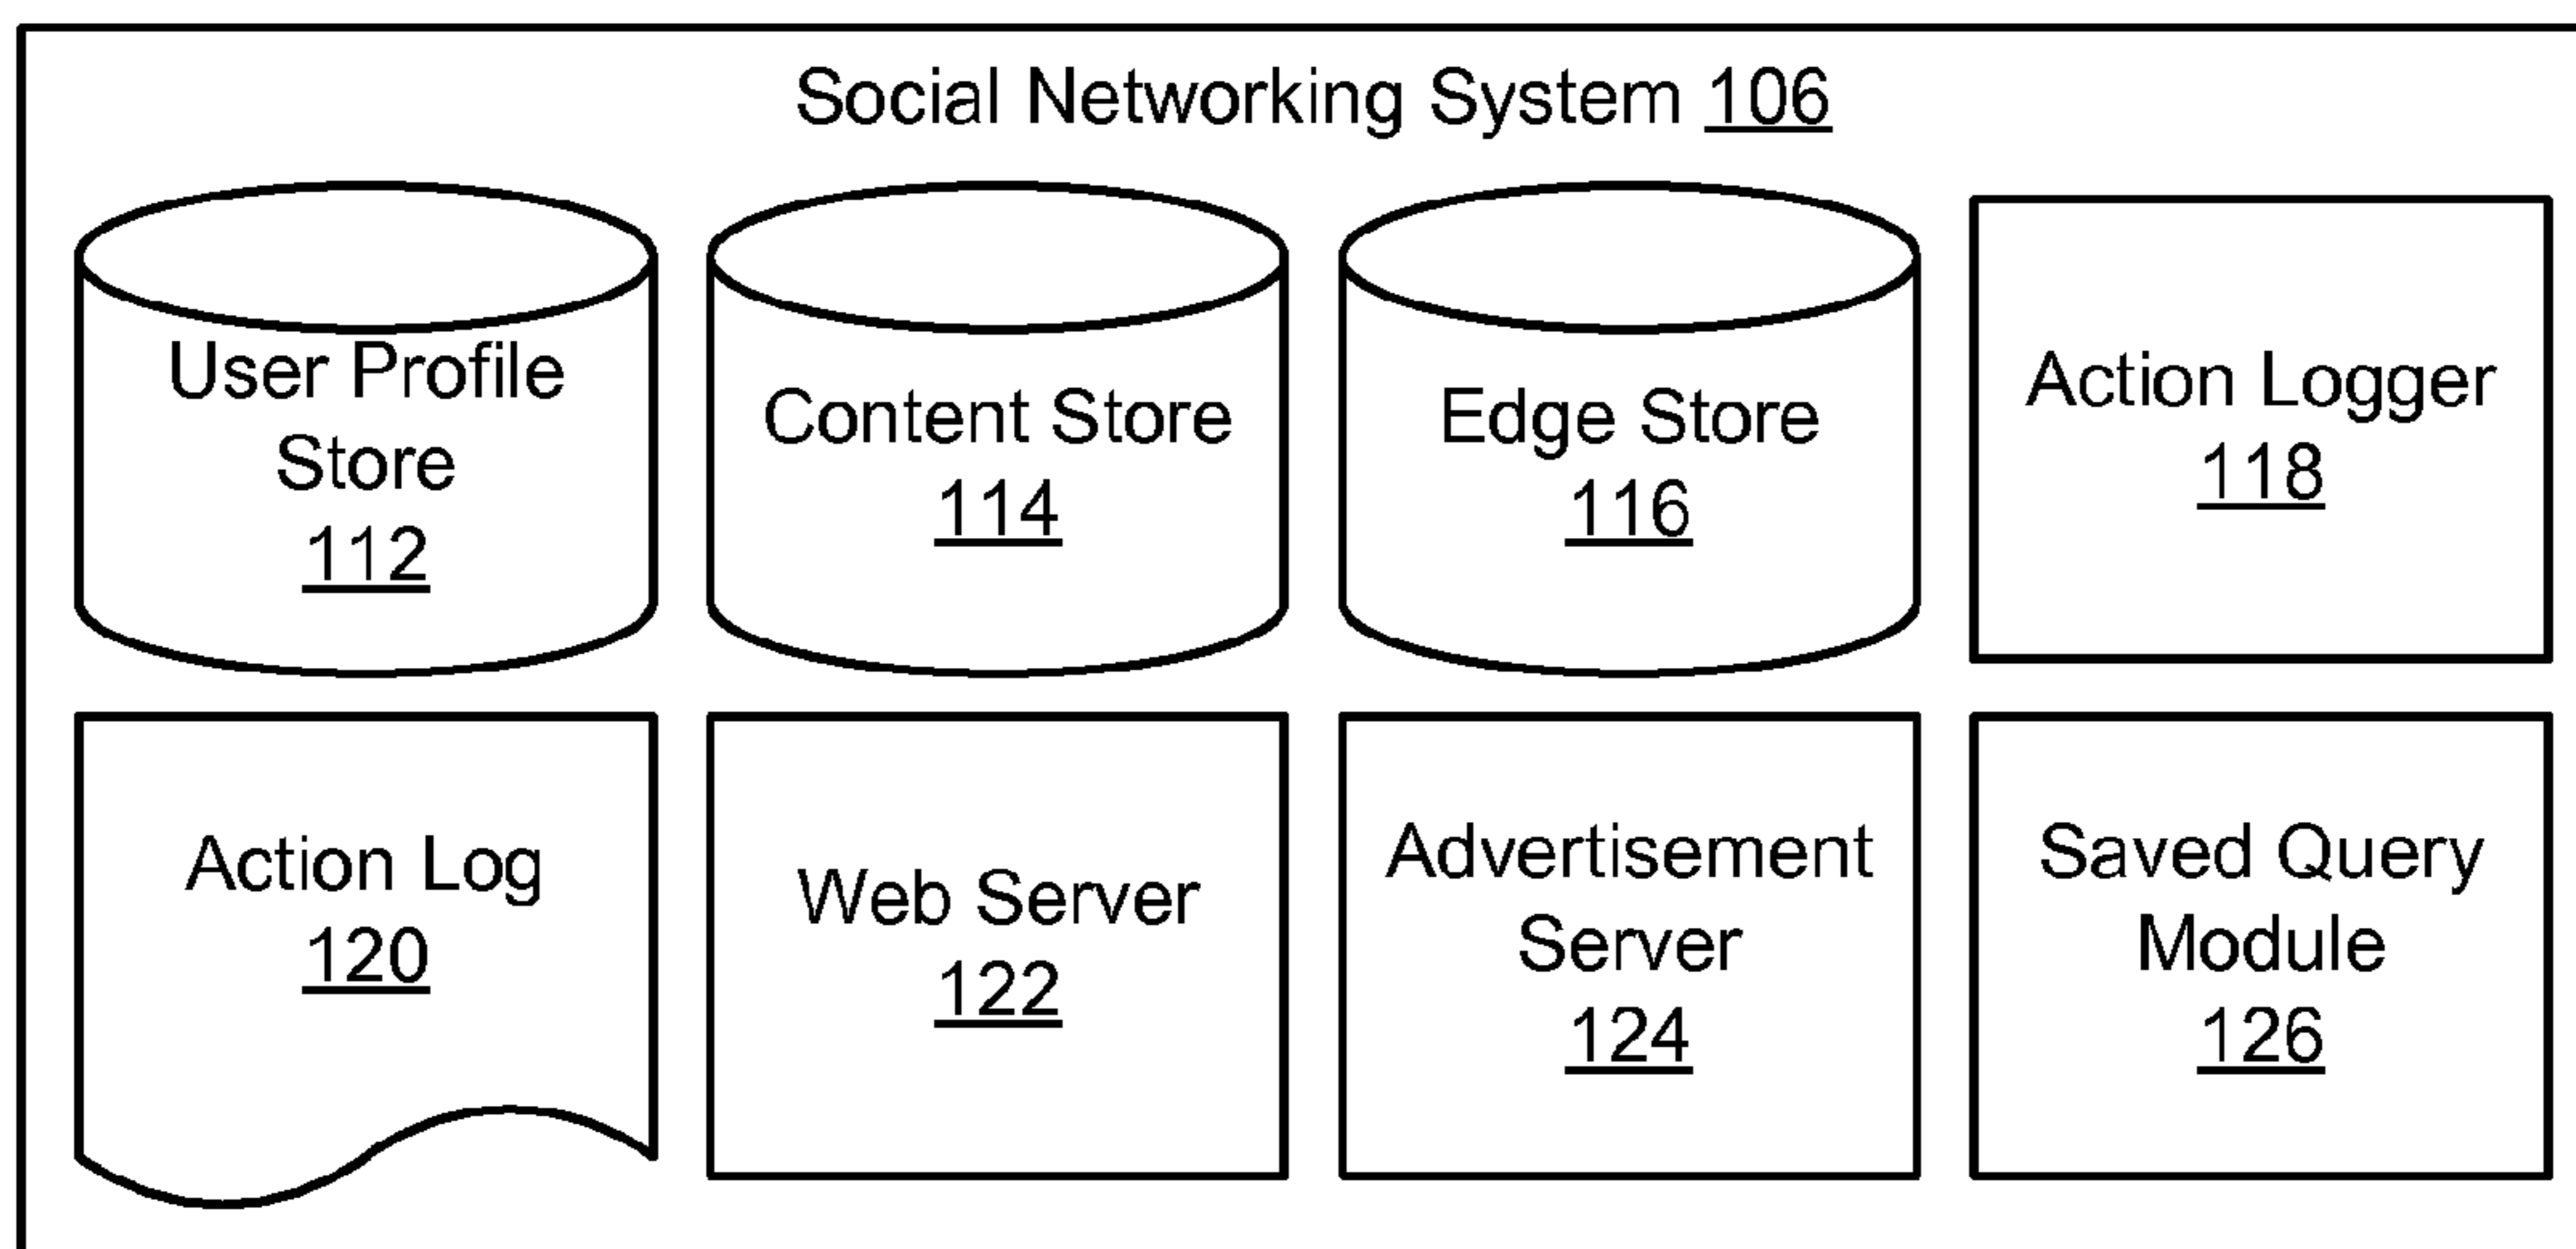 Social Networking System 106
User Profile
Store
112
Content Store
114
Edge Store
116
Action Logger
118
Action Log
120
Web Server
122
Advertisement
Server
124
Saved Query
Module
126